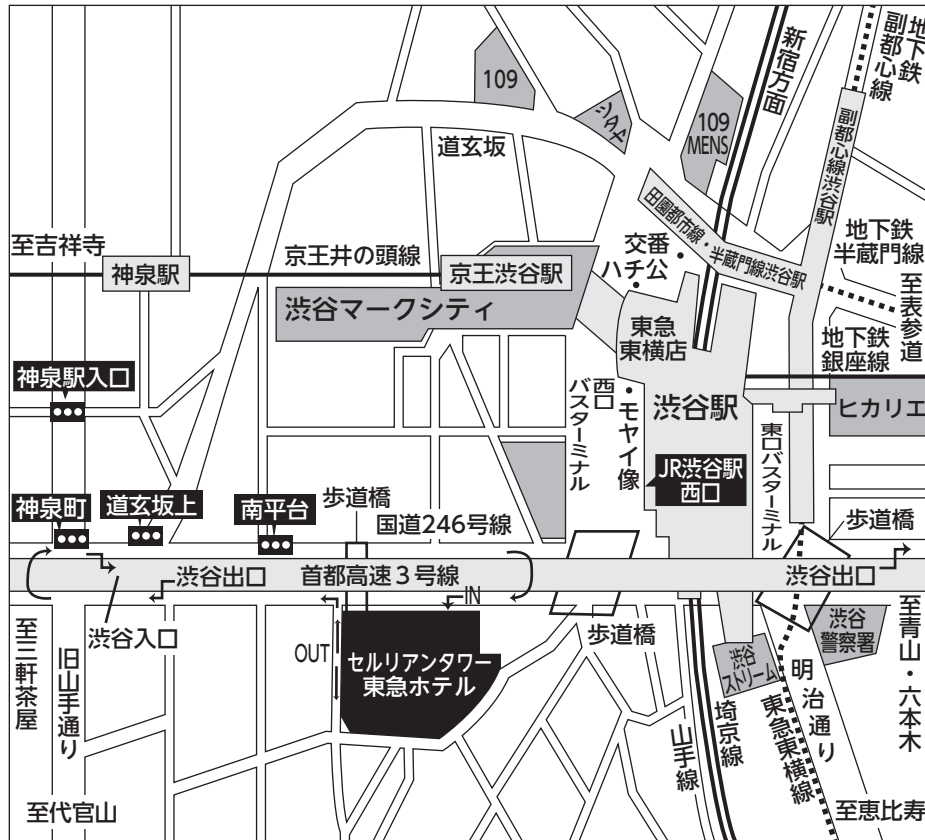 109
シブヤ
109
MENS
新宿方面
地下鉄
副都心線
副都心線渋谷駅
道玄坂
田園都市線・半蔵門線渋谷駅
至吉祥寺
神泉駅
京王井の頭線
京王渋谷駅
交番
ハチ公
地下鉄
半蔵門線
至表参道
渋谷マークシティ
東急
東横店
地下鉄
銀座線
神泉駅入口
西口
バスターミナル
モヤイ像
渋谷駅
ヒカリエ
東口バスターミナル
JR渋谷駅
西口
神泉町
道玄坂上
南平台
歩道橋
国道246号線
歩道橋
渋谷出口
首都高速3号線
渋谷出口
渋谷入口
IN
OUT
セルリアンタワー
東急ホテル
歩道橋
渋谷
警察署
渋谷
ストリーム
至三軒茶屋
旧山手通り
山手線
埼京線
東急東横線
明治通り
至青山・六本木
至代官山
至恵比寿